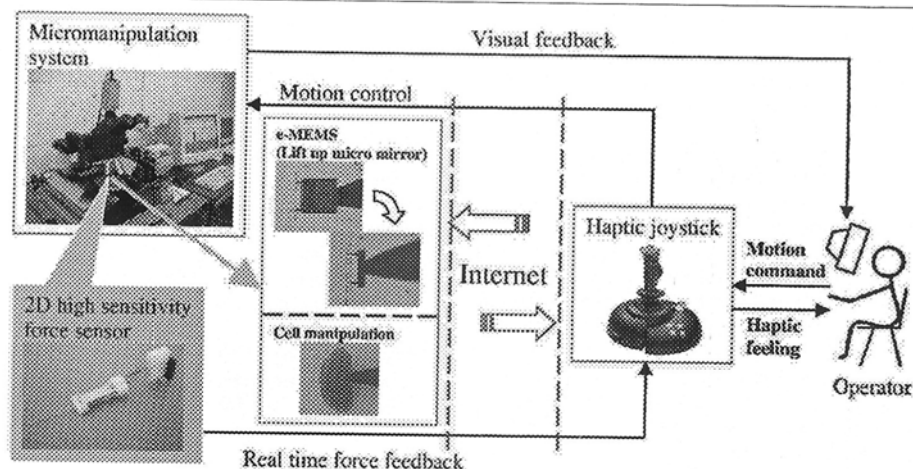 Micromanipulation
system
Visual feedback
Motion control
e-MEMS
(Lift up micro mirror)
Haptic joystick
Internet
Motion
command
Haptic
feeling
2D high sensitivity
force sensor
Cell manipulation
Operator
Real time force feedback